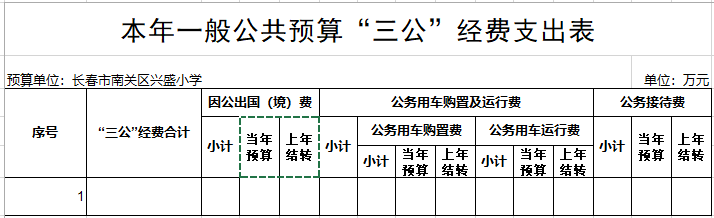 本年一般公共预算“三公”经费支出表
预算单位：长春市南关区兴盛小学 单位：万元
序号 “三公”经费合计 因公出国（境）费 公务用车购置及运行费 公务接待费
小计 当年预算 上年结转 小计 公务用车购置费 公务用车运行费 小计 当年预算 上年结转
小计 当年预算 上年结转 小计 当年预算 上年结转
1